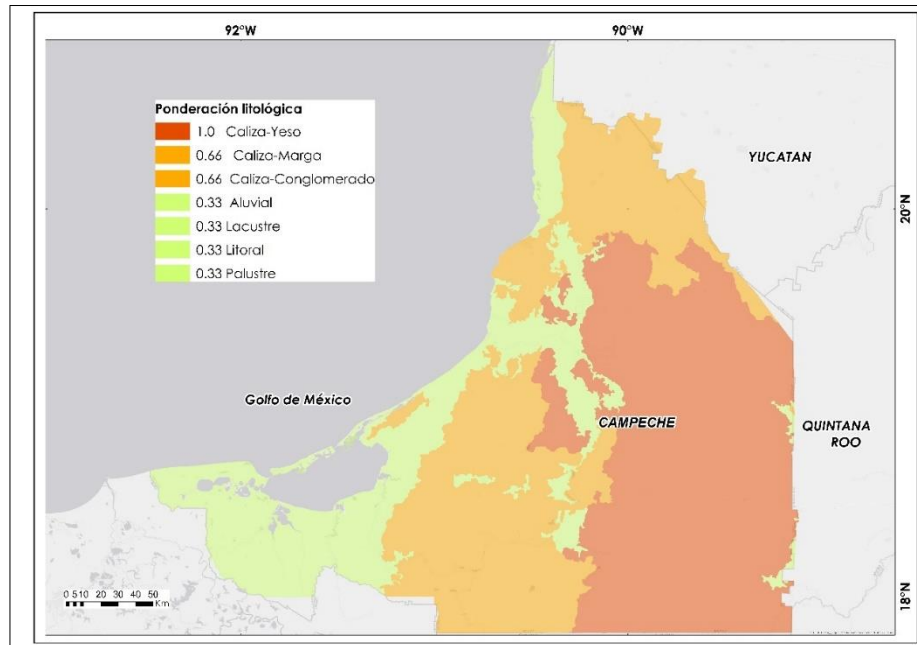 92°W
90°W
Ponderación litológica
1.0 Caliza-Yeso
0.66 Caliza-Marga
0.66 Caliza-Conglomerado
0.33 Aluvial
0.33 Lacustre
0.33 Litoral
0.33 Palustre
YUCATAN
20°N
Golfo de México
CAMPECHE
QUINTANA
ROO
0 5 10 20 30 40 50
Km
18°N